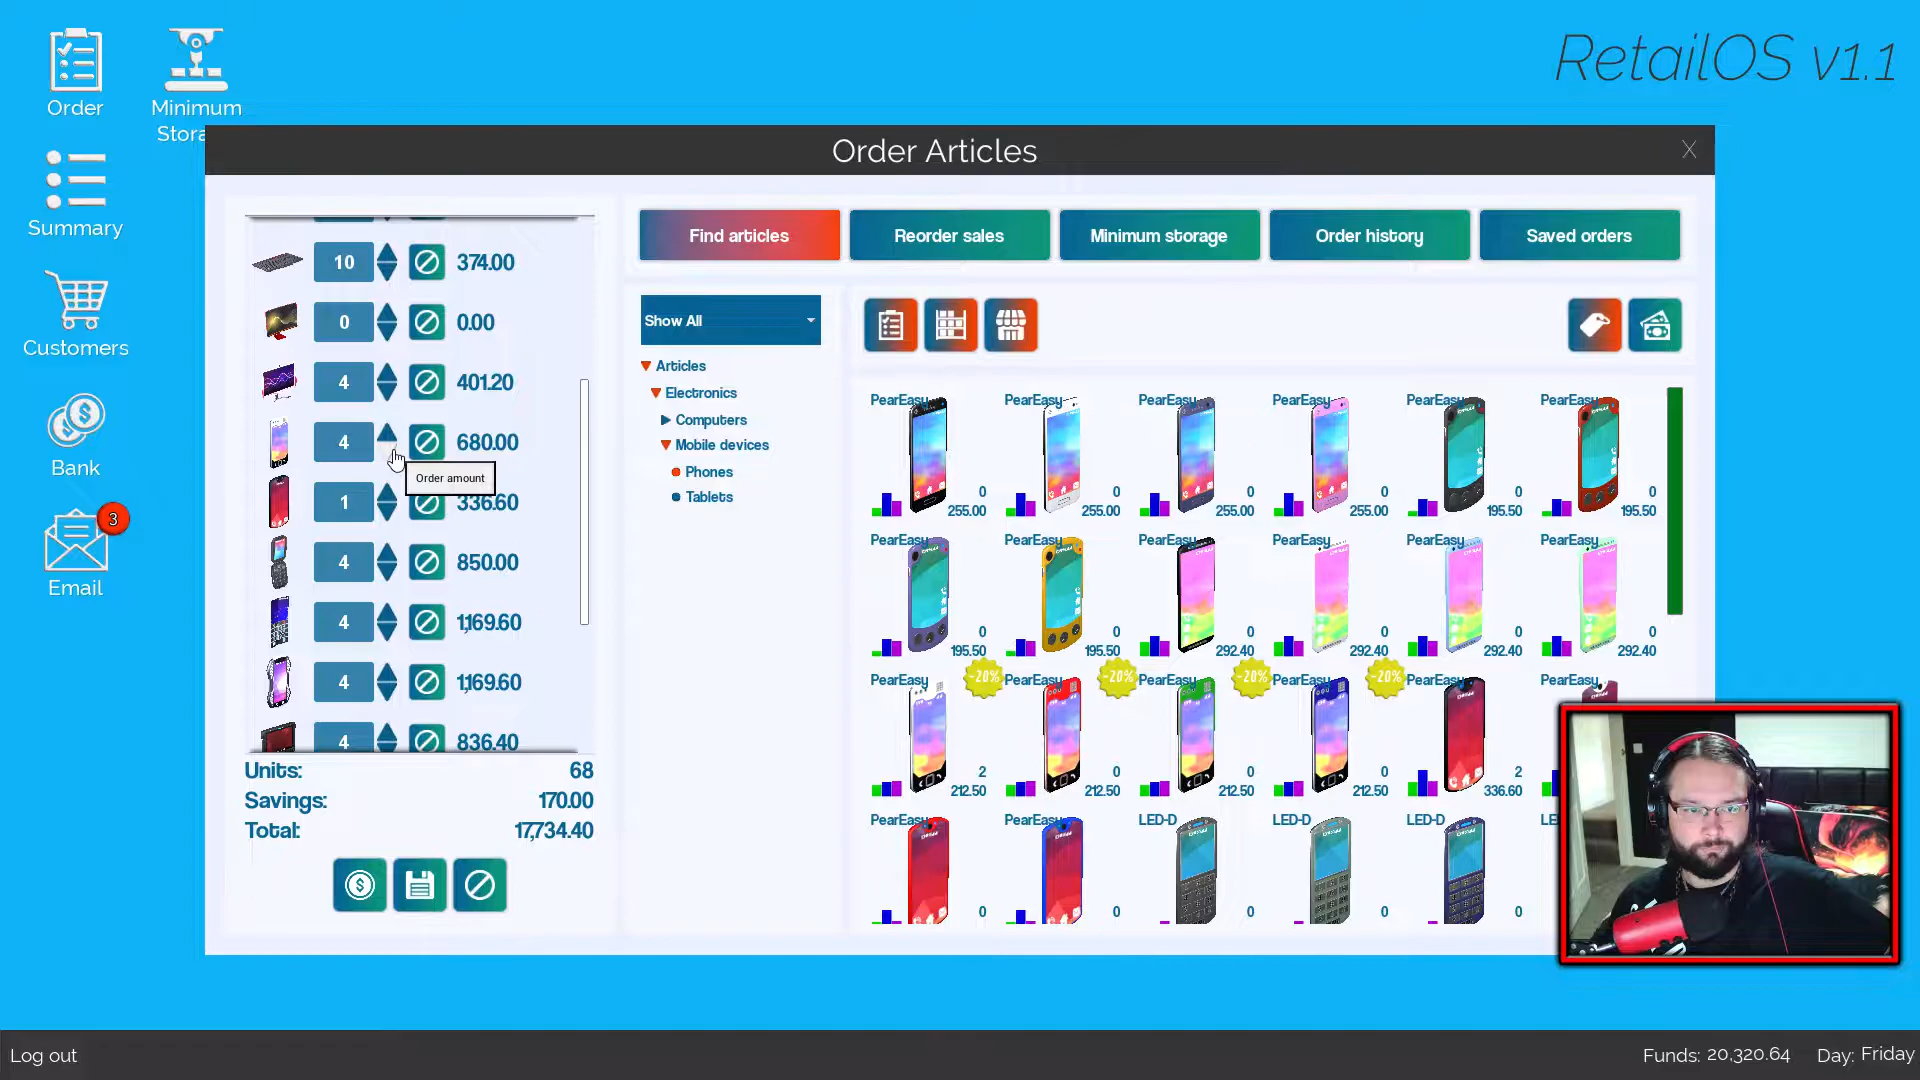 RetailOS v1.1
Order
Minimum
Stora
Summary
Customers
Bank
3
Email
Order Articles
X
Find articles
Reorder sales
Minimum storage
Order history
Saved orders
10 374.00
0 0.00
4 401.20
4 680.00
Order amount
1 336.60
4 850.00
4 1,169.60
4 1,169.60
4 836.40
Units: 68
Savings: 170.00
Total: 17,734.40
Show All
Articles
Electronics
Computers
Mobile devices
Phones
Tablets
PearEasy PearEasy PearEasy PearEasy PearEasy PearEasy
0 0 0 0 0 0
255.00 255.00 255.00 255.00 195.50 195.50
PearEasy PearEasy PearEasy PearEasy PearEasy PearEasy
0 0 0 0 0 0
195.50 195.50 292.40 292.40 292.40 292.40
-20% -20% -20% -20%
PearEasy PearEasy PearEasy PearEasy PearEasy PearEasy
2 0 0 0 2
212.50 212.50 212.50 212.50 336.60
PearEasy PearEasy LED-D LED-D LED-D
0 0 0 0 0
Log out
Funds: 20,320.64 Day: Friday